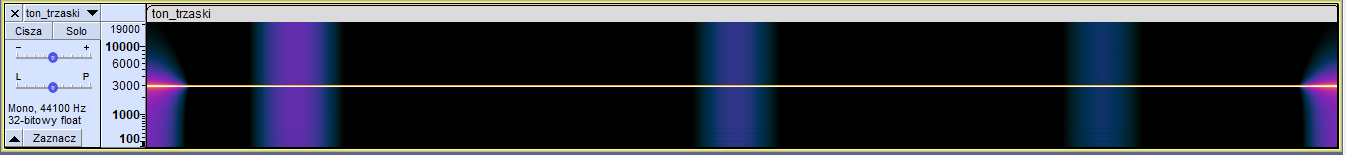 × ton_trzaski ▼
ton_trzaski
Cisza Solo
- +
L P
Mono, 44100 Hz
32-bitowy float
▲ Zaznacz
19000
10000
6000
3000
1000
100